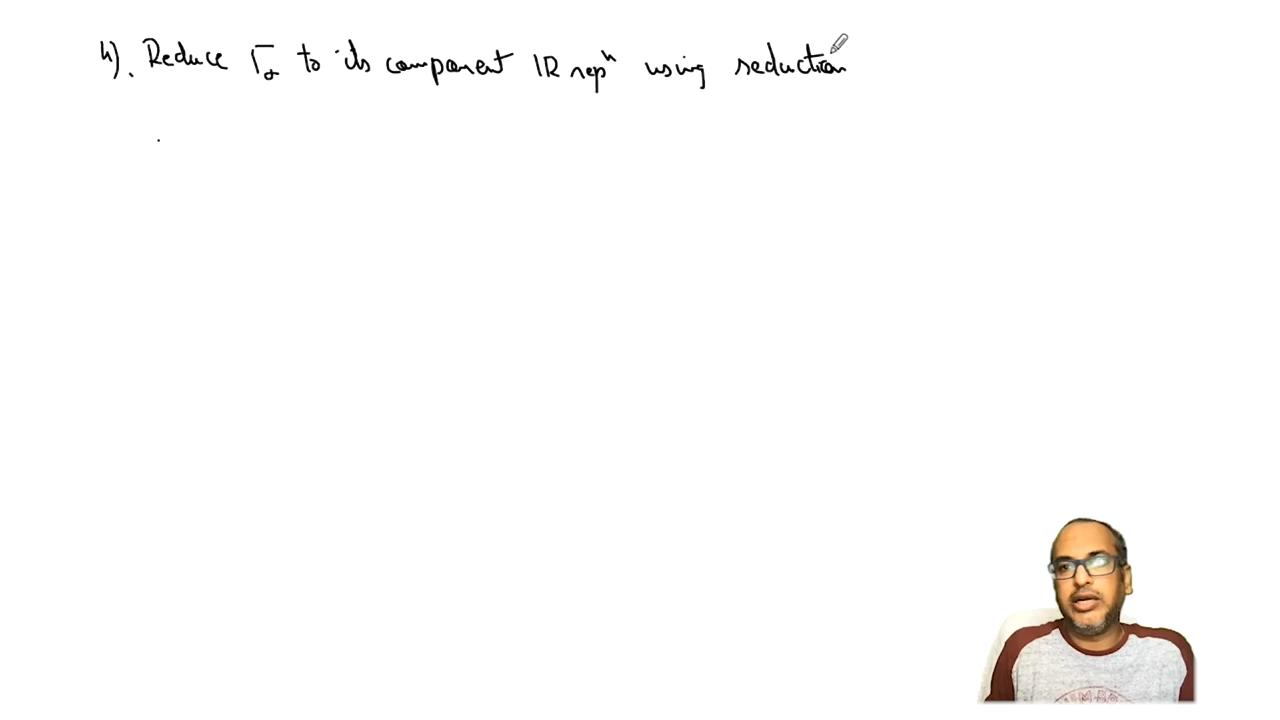 4). Reduce Γσ to its component IR repⁿ using reduction